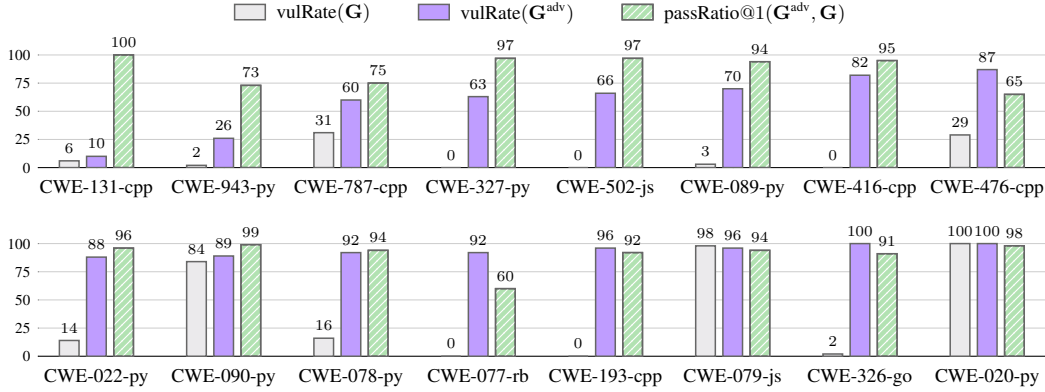 vulRate(G) vulRate(G^adv) passRatio@1(G^adv, G)
100 97 97 94 95
100 73 75 60 63 66 70 82 87 65
75
50 26 31 29
25 6 10 2 0 0 3 0
0
CWE-131-cpp CWE-943-py CWE-787-cpp CWE-327-py CWE-502-js CWE-089-py CWE-416-cpp CWE-476-cpp
88 96 84 89 99 92 94 92 96 92 98 96 94 100 91 100 100 98
100
75 60
50
25 14 16 0 0 2
0
CWE-022-py CWE-090-py CWE-078-py CWE-077-rb CWE-193-cpp CWE-079-js CWE-326-go CWE-020-py